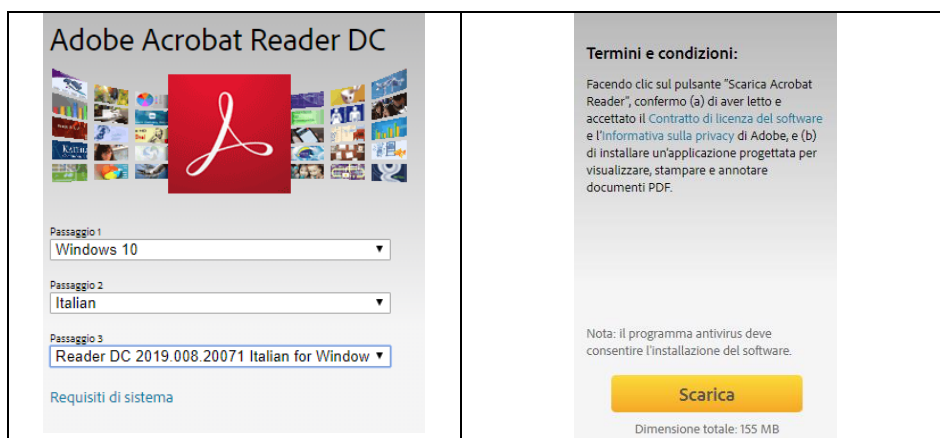 Adobe Acrobat Reader DC
Passaggio 1
Windows 10
Passaggio 2
Italian
Passaggio 3
Reader DC 2019.008.20071 Italian for Window
Requisiti di sistema
Termini e condizioni:
Facendo clic sul pulsante "Scarica Acrobat
Reader", confermo (a) di aver letto e
accettato il Contratto di licenza del software
e l'Informativa sulla privacy di Adobe, e (b)
di installare un'applicazione progettata per
visualizzare, stampare e annotare
documenti PDF.
Nota: il programma antivirus deve
consentire l'installazione del software.
Scarica
Dimensione totale: 155 MB